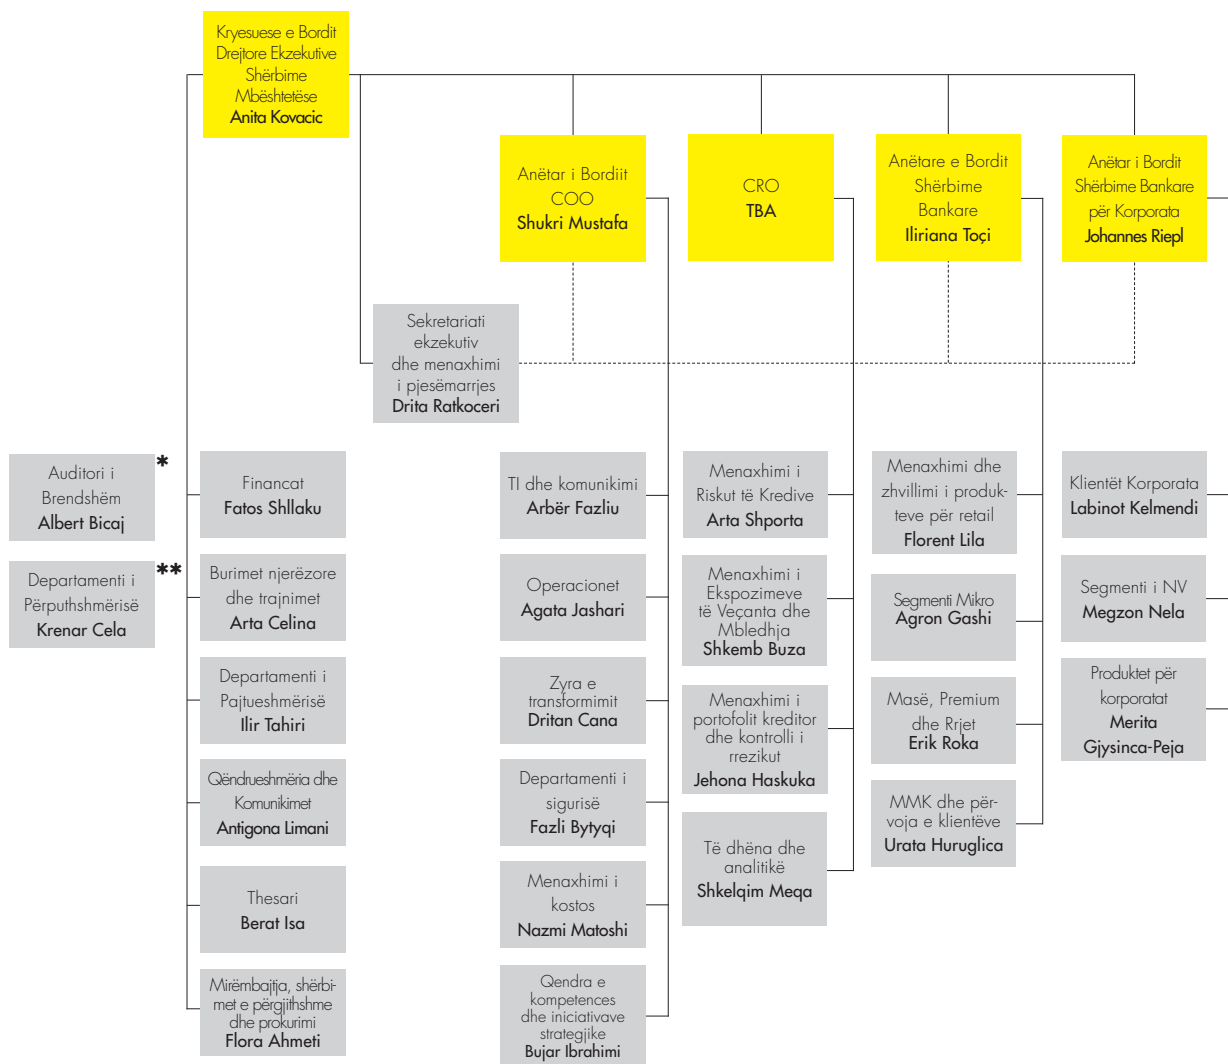 Kryesuese e Bordit
Drejtore Ekzekutive
Shërbime
Mbështetëse
Anita Kovacic
Anëtar i Bordiit
COO
Shukri Mustafa
CRO
TBA
Anëtare e Bordit
Shërbime
Bankare
Iliriana Toçi
Anëtar i Bordit
Shërbime Bankare
për Korporata
Johannes Riepl
Sekretariati
ekzekutiv
dhe menaxhimi
i pjesëmarrjes
Drita Ratkoceri
Auditori i
Brendshëm
Albert Bicaj
*
Departamenti i
Përputhshmërisë
Krenar Cela
**
Financat
Fatos Shllaku
Burimet njerëzore
dhe trajnimet
Arta Celina
Departamenti i
Pajtueshmërisë
Ilir Tahiri
Qëndrueshmëria dhe
Komunikimet
Antigona Limani
Thesari
Berat Isa
Mirëmbajtja, shërbi-
met e përgjithshme
dhe prokurimi
Flora Ahmeti
TI dhe komunikimi
Arbër Fazliu
Operacionet
Agata Jashari
Zyra e
transformimit
Dritan Cana
Departamenti i
sigurisë
Fazli Bytyqi
Menaxhimi i
kostos
Nazmi Matoshi
Qendra e
kompetences
dhe iniciativave
strategjike
Bujar Ibrahimi
Menaxhimi i
Riskut të Kredive
Arta Shporta
Menaxhimi i
Ekspozimeve
të Veçanta dhe
Mbledhja
Shkemb Buza
Menaxhimi i
portofolit kreditor
dhe kontrolli i
rrezikut
Jehona Haskuka
Të dhëna dhe
analitikë
Shkelqim Meqa
Menaxhimi dhe
zhvillimi i produk-
teve për retail
Florent Lila
Segmenti Mikro
Agron Gashi
Masë, Premium
dhe Rrjet
Erik Roka
MMK dhe për-
voja e klientëve
Urata Huruglica
Klientët Korporata
Labinot Kelmendi
Segmenti i NV
Megzon Nela
Produktet për
korporatat
Merita
Gjysinca-Peja